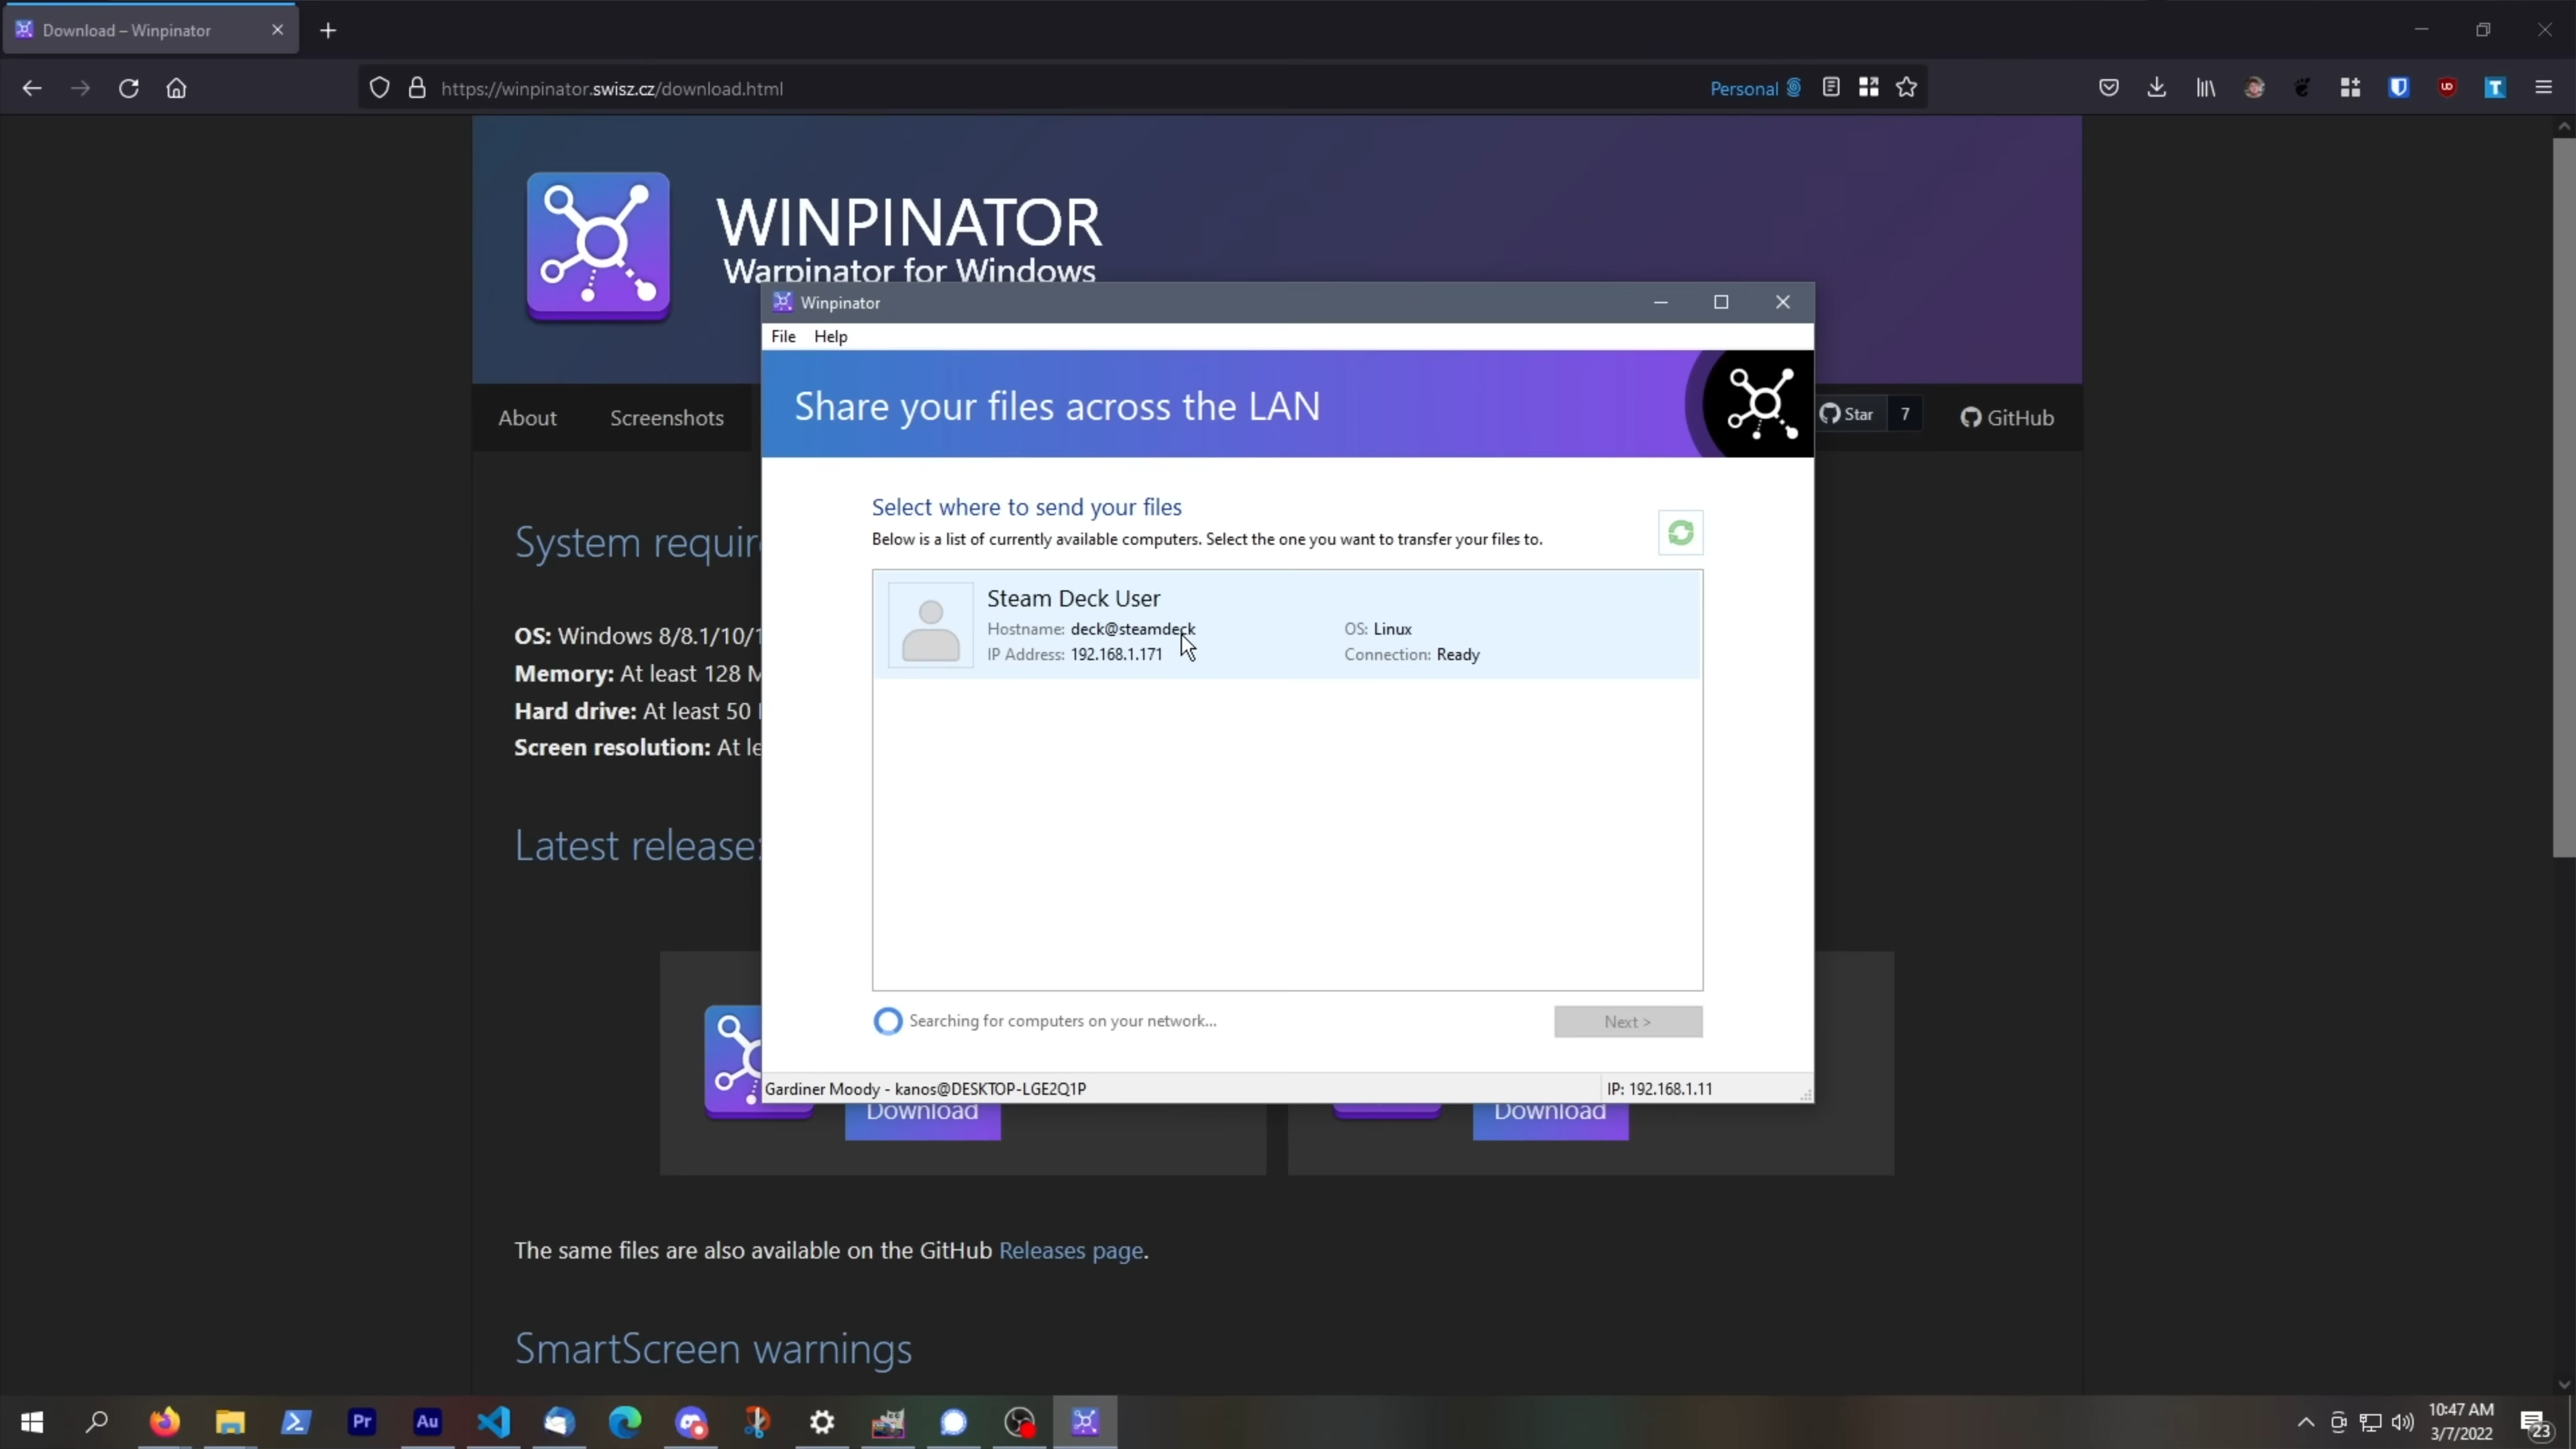 Download – Winpinator
https://winpinator.swisz.cz/download.html
Personal
WINPINATOR
Warpinator for Windows
Winpinator
File Help
Share your files across the LAN
About Screenshots
Star 7 GitHub
Select where to send your files
Below is a list of currently available computers. Select the one you want to transfer your files to.
System
Steam Deck User
Hostname: deck@steamdeck OS: Linux
IP Address: 192.168.1.171 Connection: Ready
OS: Windows 8/8.1/10/
Memory: At least 128
Hard drive: At least 50
Screen resolution: At
Latest release
Searching for computers on your network...
Next >
Gardiner Moody - kanos@DESKTOP-LGE2Q1P IP: 192.168.1.11
Download Download
The same files are also available on the GitHub Releases page.
SmartScreen warnings
Pr Au
10:47 AM
3/7/2022
23